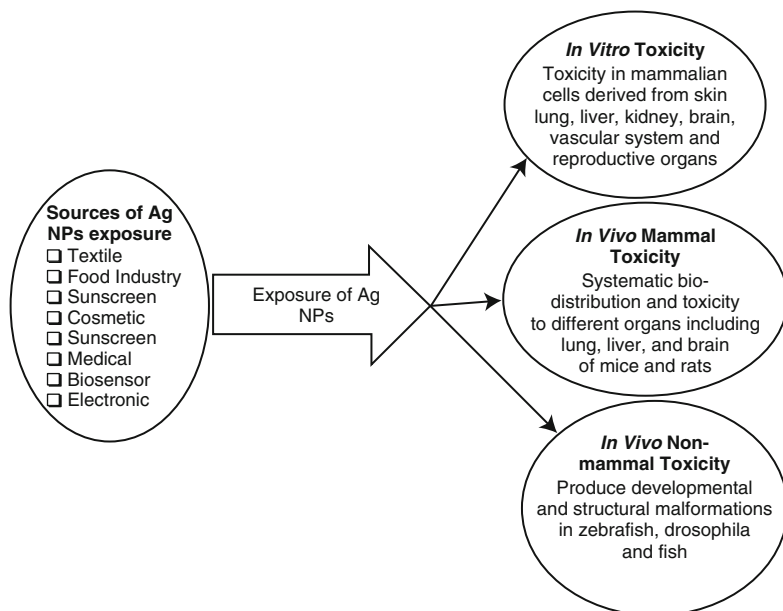 Sources of Ag
NPs exposure
❑ Textile
❑ Food Industry
❑ Sunscreen
❑ Cosmetic
❑ Sunscreen
❑ Medical
❑ Biosensor
❑ Electronic
Exposure of Ag
NPs
In Vitro Toxicity
Toxicity in mammalian
cells derived from skin
lung, liver, kidney, brain,
vascular system and
reproductive organs
In Vivo Mammal
Toxicity
Systematic bio-
distribution and toxicity
to different organs including
lung, liver, and brain
of mice and rats
In Vivo Non-
mammal Toxicity
Produce developmental
and structural malformations
in zebrafish, drosophila
and fish